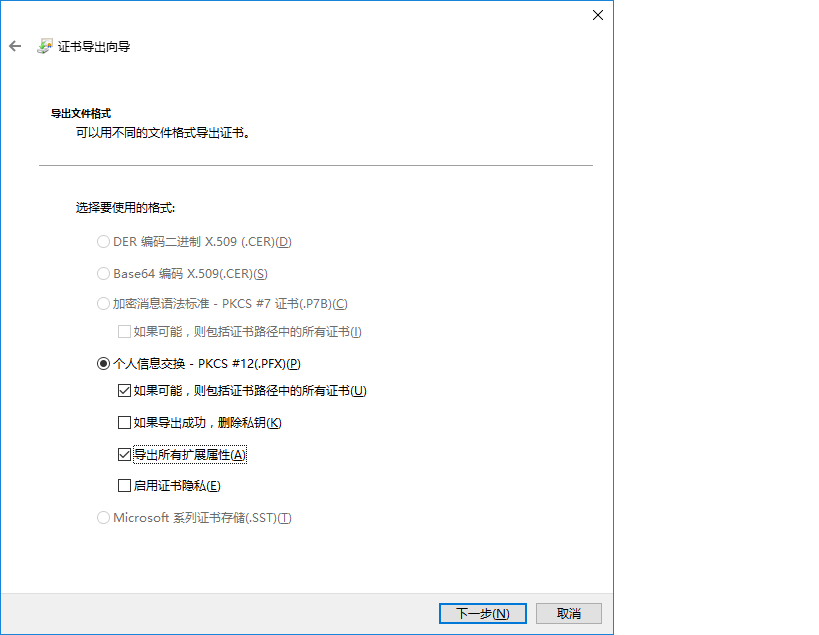 证书导出向导
导出文件格式
可以用不同的文件格式导出证书。
选择要使用的格式:
DER 编码二进制 X.509 (.CER)(D)
Base64 编码 X.509(.CER)(S)
加密消息语法标准 - PKCS #7 证书(.P7B)(C)
如果可能，则包括证书路径中的所有证书(I)
个人信息交换 - PKCS #12(.PFX)(P)
如果可能，则包括证书路径中的所有证书(U)
如果导出成功，删除私钥(K)
导出所有扩展属性(A)
启用证书隐私(E)
Microsoft 系列证书存储(.SST)(T)
下一步(N)
取消